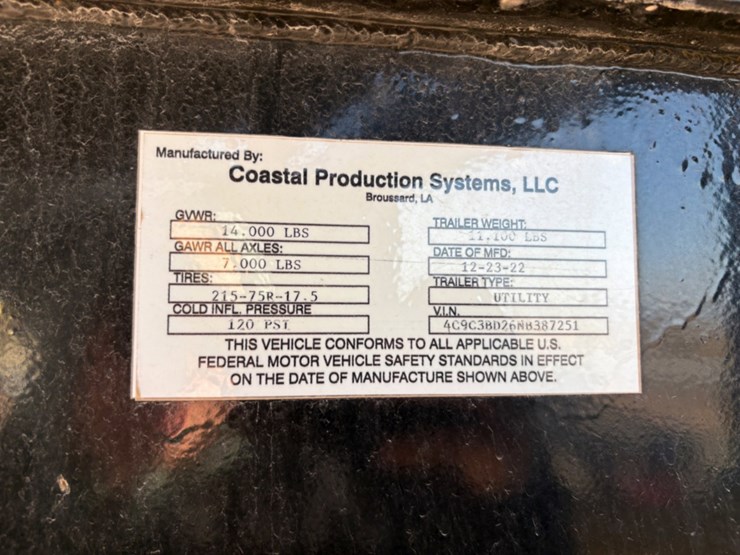 Manufactured By:
Coastal Production Systems, LLC
Broussard, LA
GVWR:
14.000 LBS
GAWR ALL AXLES:
7.000 LBS
TIRES:
215-75R-17.5
COLD INFL. PRESSURE
120 PSI
TRAILER WEIGHT:
11.100 LBS
DATE OF MFD:
12-23-22
TRAILER TYPE:
UTILITY
V.I.N.
4C9C3BD26NB387251
THIS VEHICLE CONFORMS TO ALL APPLICABLE U.S.
FEDERAL MOTOR VEHICLE SAFETY STANDARDS IN EFFECT
ON THE DATE OF MANUFACTURE SHOWN ABOVE.